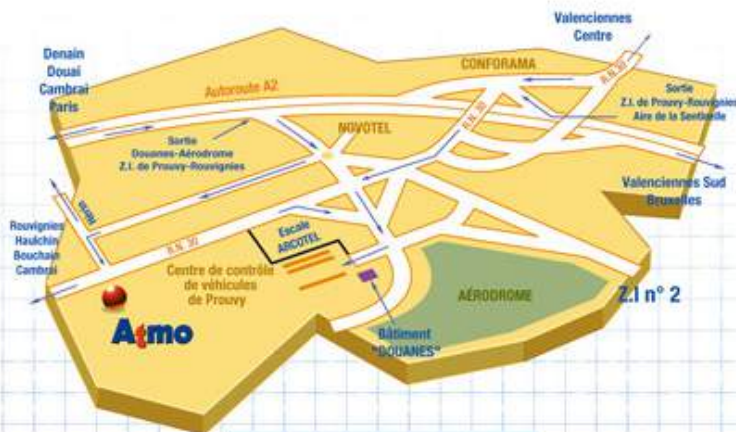 Valenciennes
Centre
Denain
Douai
Cambrai
Paris
CONFORAMA
R.N.30
Autoroute A2
Sortie
Z.I. de Prouvy-Rouvignies
Aire de la Sentinelle
R.N. 30
NOVOTEL
Sortie
Douanes-Aérodrome
Z.I. de Prouvy-Rouvignies
Valenciennes Sud
Bruxelles
Rouvignies
Haulchin
Bouchain
Cambrai
R.N. 30
Escale
ARCOTEL
Centre de contrôle
de véhicules
de Prouvy
AÉRODROME
Z.I n° 2
Atmo
Bâtiment
"DOUANES"